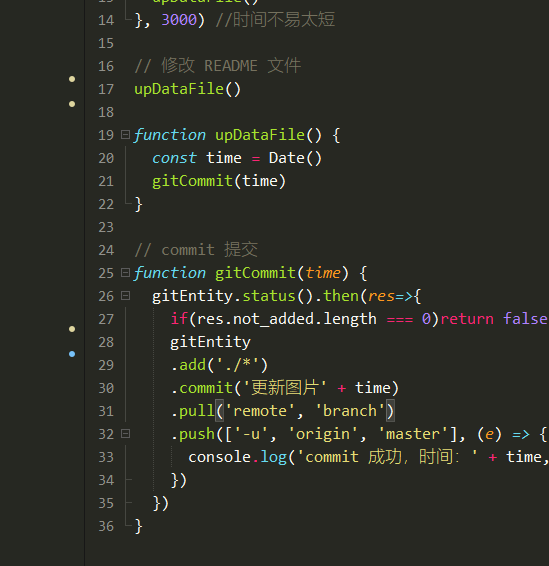 14 }, 3000) //时间不易太短
15
16 // 修改 README 文件
17 upDataFile()
18
19 function upDataFile() {
20 const time = Date()
21 gitCommit(time)
22 }
23
24 // commit 提交
25 function gitCommit(time) {
26 gitEntity.status().then(res=>{
27 if(res.not_added.length === 0)return false
28 gitEntity
29 .add('./*')
30 .commit('更新图片' + time)
31 .pull('remote', 'branch')
32 .push(['-u', 'origin', 'master'], (e) => {
33 console.log('commit 成功，时间：' + time,
34 })
35 })
36 }